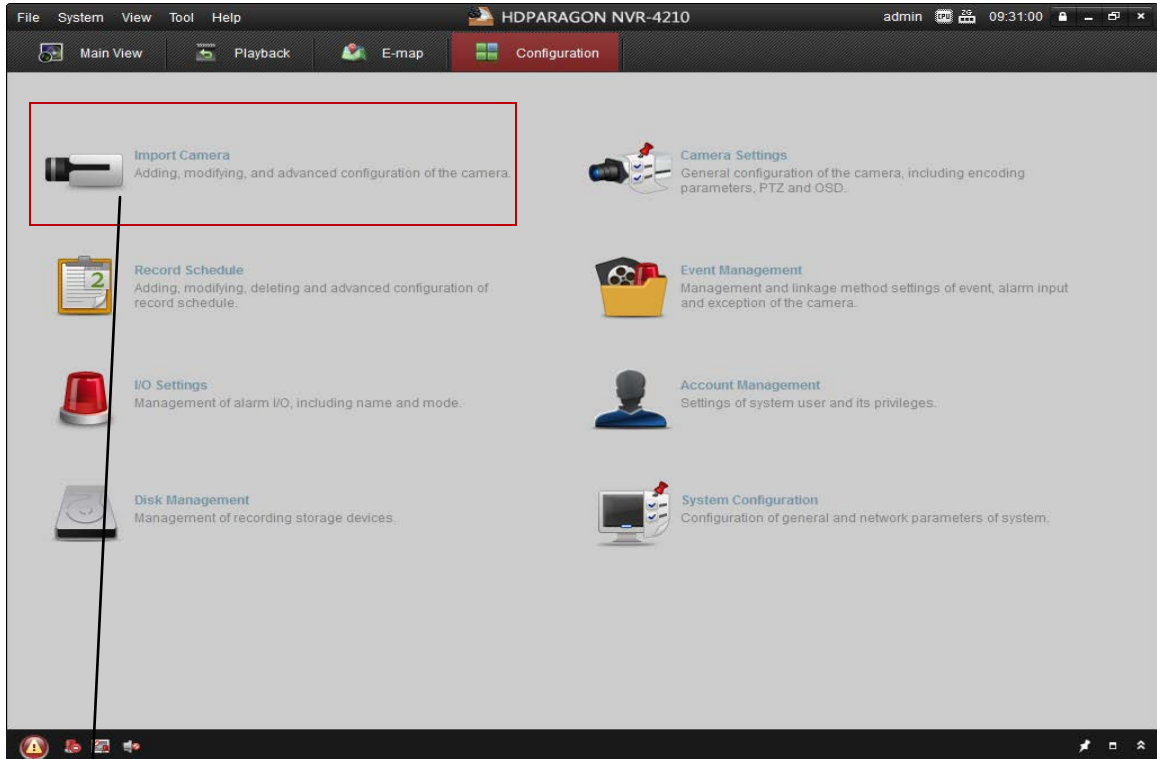 File System View Tool Help
HDPARAGON NVR-4210
admin 09:31:00
Main View
Playback
E-map
Configuration
Import Camera
Adding, modifying, and advanced configuration of the camera.
Camera Settings
General configuration of the camera, including encoding
parameters, PTZ and OSD.
Record Schedule
Adding, modifying, deleting and advanced configuration of
record schedule.
2
Event Management
Management and linkage method settings of event, alarm input
and exception of the camera.
I/O Settings
Management of alarm I/O, including name and mode.
Account Management
Settings of system user and its privileges.
Disk Management
Management of recording storage devices.
System Configuration
Configuration of general and network parameters of system.